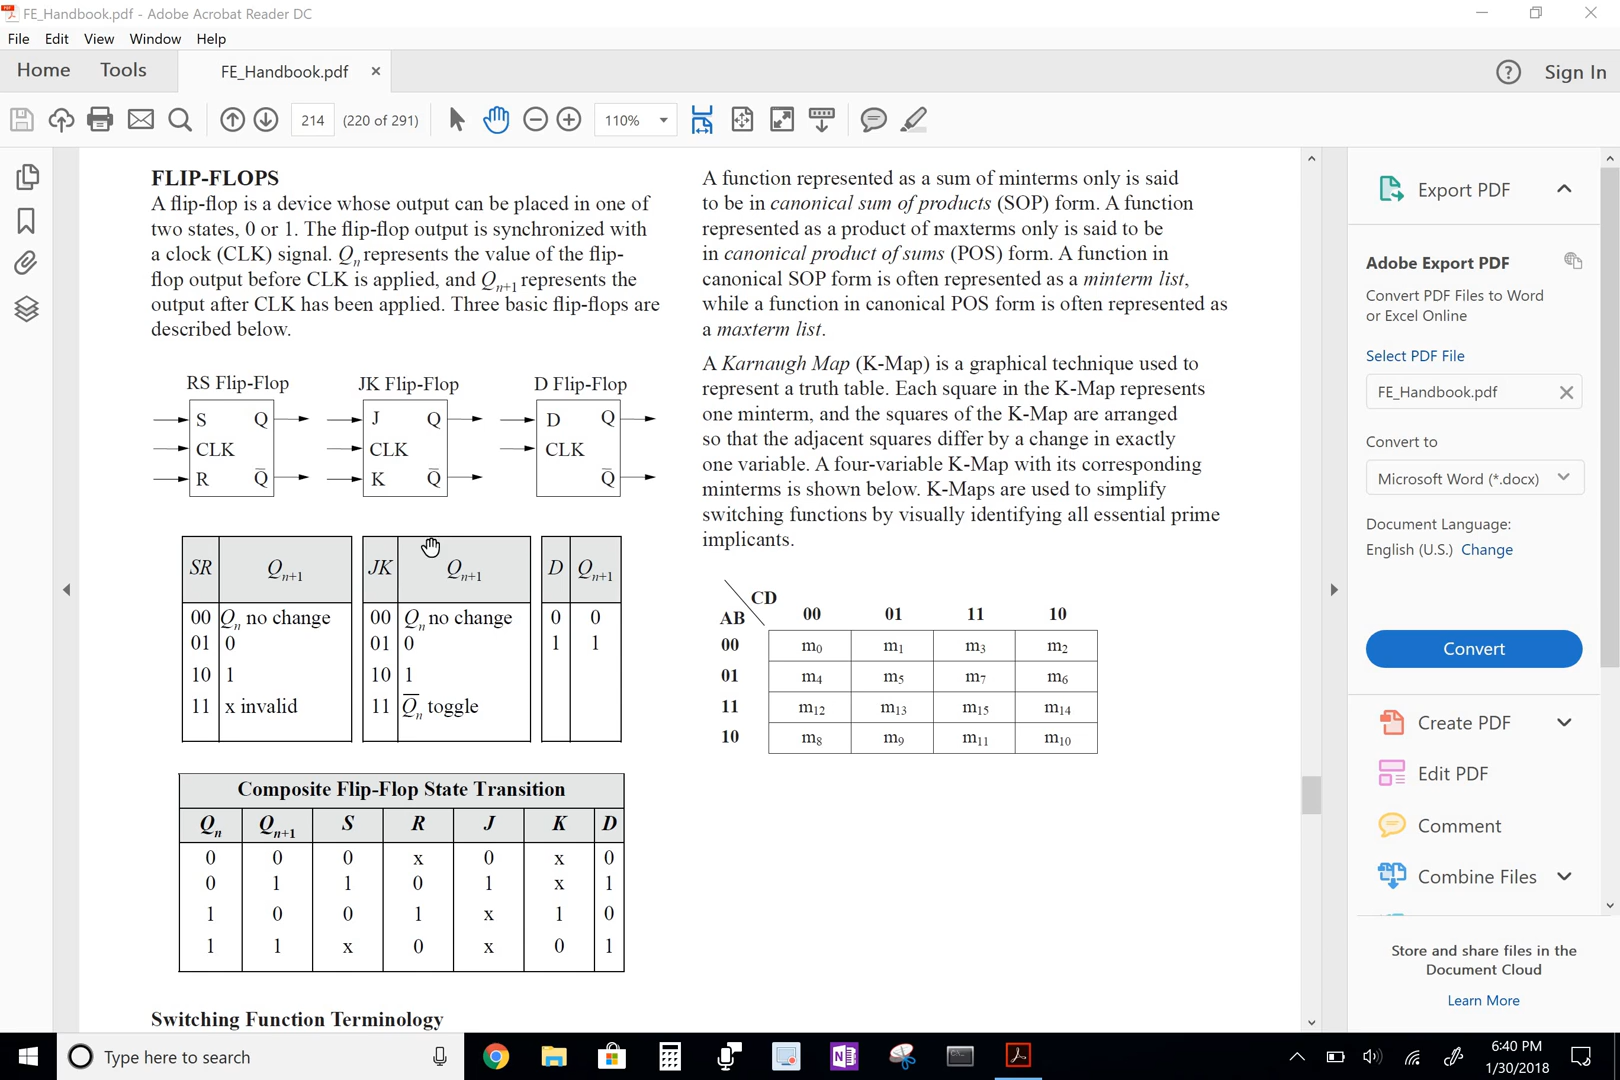 FE_Handbook.pdf - Adobe Acrobat Reader DC
File Edit View Window Help
Home Tools FE_Handbook.pdf Sign In
214 (220 of 291) 110%
FLIP-FLOPS
A flip-flop is a device whose output can be placed in one of
two states, 0 or 1. The flip-flop output is synchronized with
a clock (CLK) signal. Qn represents the value of the flip-
flop output before CLK is applied, and Qn+1 represents the
output after CLK has been applied. Three basic flip-flops are
described below.
RS Flip-Flop JK Flip-Flop D Flip-Flop
S Q J Q D Q
CLK CLK CLK
R Q̅ K Q̅ Q̅
SR Qn+1 JK Qn+1 D Qn+1
00 Qn no change 00 Qn no change 0 0
01 0 01 0 1 1
10 1 10 1
11 x invalid 11 Q̅n toggle
Composite Flip-Flop State Transition
Qn Qn+1 S R J K D
0 0 0 x 0 x 0
0 1 1 0 1 x 1
1 0 0 1 x 1 0
1 1 x 0 x 0 1
Switching Function Terminology
A function represented as a sum of minterms only is said
to be in canonical sum of products (SOP) form. A function
represented as a product of maxterms only is said to be
in canonical product of sums (POS) form. A function in
canonical SOP form is often represented as a minterm list,
while a function in canonical POS form is often represented as
a maxterm list.
A Karnaugh Map (K-Map) is a graphical technique used to
represent a truth table. Each square in the K-Map represents
one minterm, and the squares of the K-Map are arranged
so that the adjacent squares differ by a change in exactly
one variable. A four-variable K-Map with its corresponding
minterms is shown below. K-Maps are used to simplify
switching functions by visually identifying all essential prime
implicants.
CD
AB 00 01 11 10
00 m0 m1 m3 m2
01 m4 m5 m7 m6
11 m12 m13 m15 m14
10 m8 m9 m11 m10
Export PDF
Adobe Export PDF
Convert PDF Files to Word
or Excel Online
Select PDF File
FE_Handbook.pdf
Convert to
Microsoft Word (*.docx)
Document Language:
English (U.S.) Change
Convert
Create PDF
Edit PDF
Comment
Combine Files
Store and share files in the
Document Cloud
Learn More
Type here to search
6:40 PM
1/30/2018